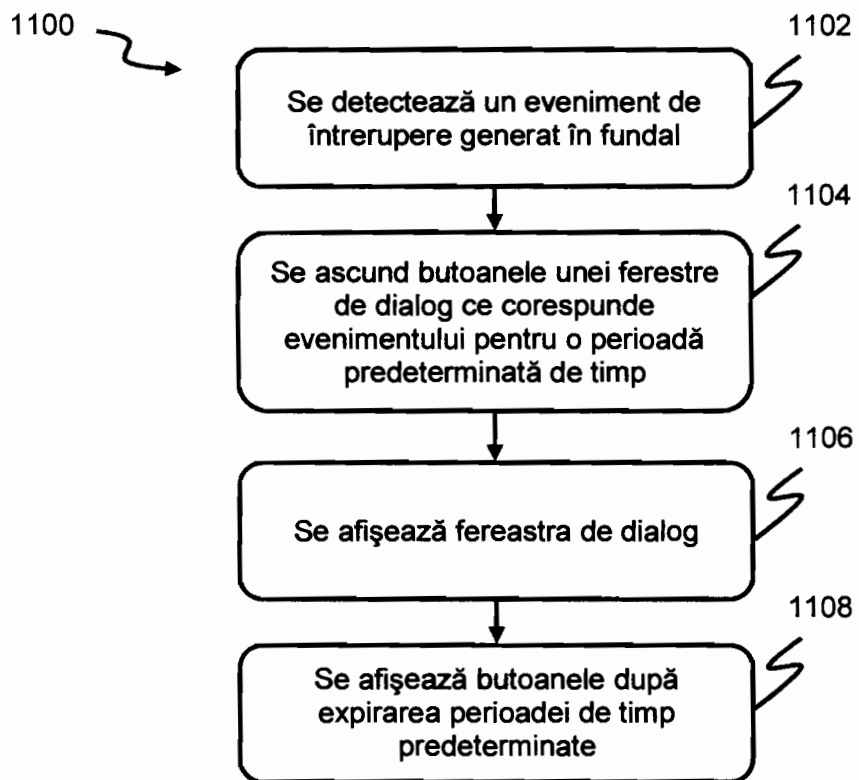 1100
1102
Se detectează un eveniment de
întrerupere generat în fundal
1104
Se ascund butoanele unei ferestre
de dialog ce corespunde
evenimentului pentru o perioadă
predeterminată de timp
1106
Se afişează fereastra de dialog
1108
Se afişează butoanele după
expirarea perioadei de timp
predeterminate